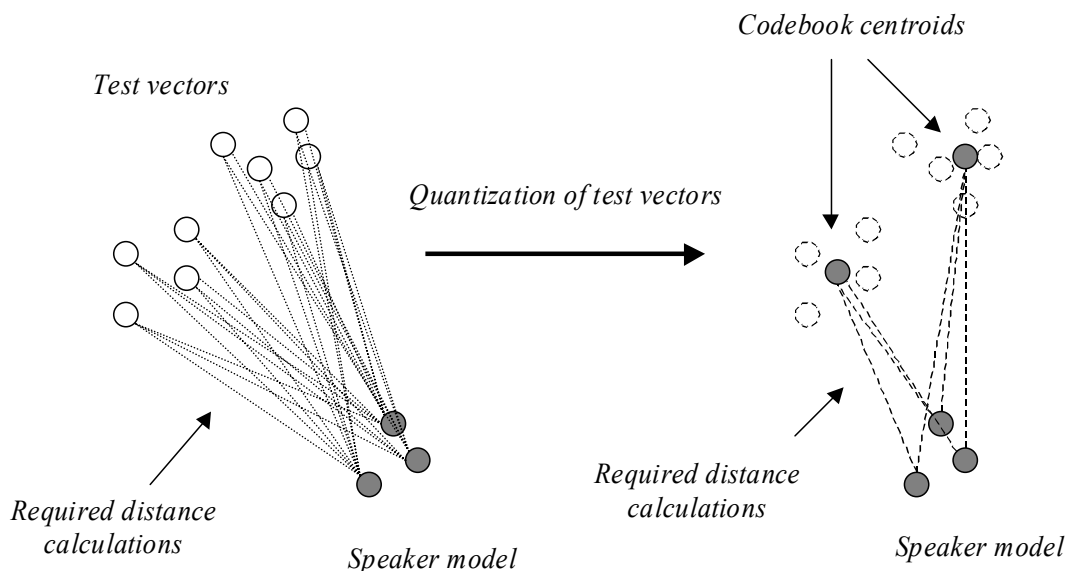 Codebook centroids
Test vectors
Quantization of test vectors
Required distance
calculations
Required distance
calculations
Speaker model
Speaker model